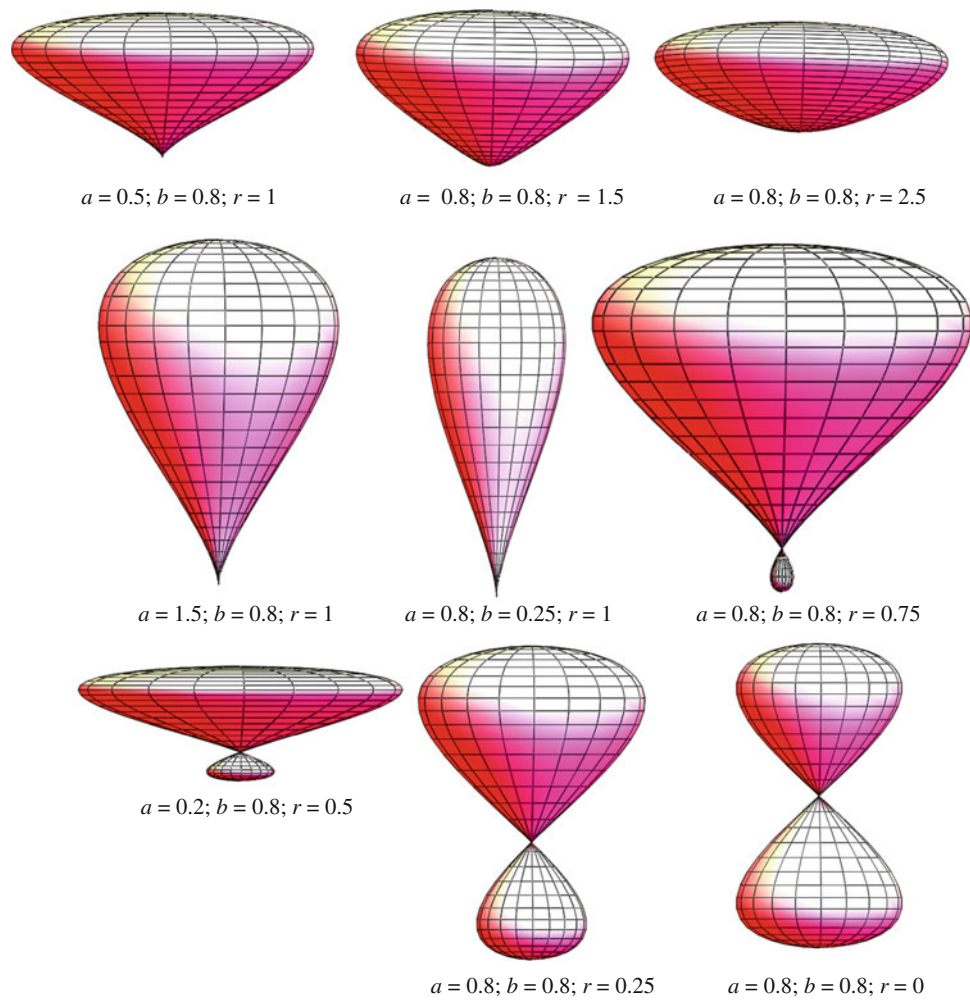 a = 0.5; b = 0.8; r = 1
a = 0.8; b = 0.8; r = 1.5
a = 0.8; b = 0.8; r = 2.5
a = 1.5; b = 0.8; r = 1
a = 0.8; b = 0.25; r = 1
a = 0.8; b = 0.8; r = 0.75
a = 0.2; b = 0.8; r = 0.5
a = 0.8; b = 0.8; r = 0.25
a = 0.8; b = 0.8; r = 0